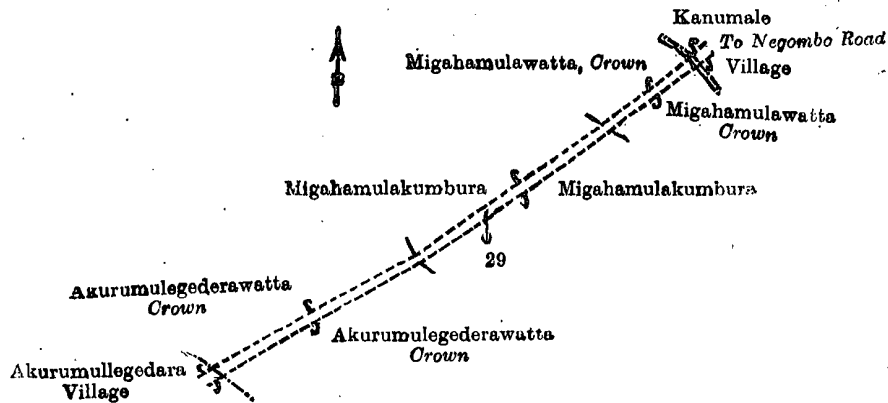 Kanumale
To Negombo Road
Village
Migahamulawatta, Crown
Migahamulawatta
Crown
Migahamulakumbura
Migahamulakumbura
29
Akurumulegederawatta
Crown
Akurumulegederawatta
Crown
Akurumullegedara
Village